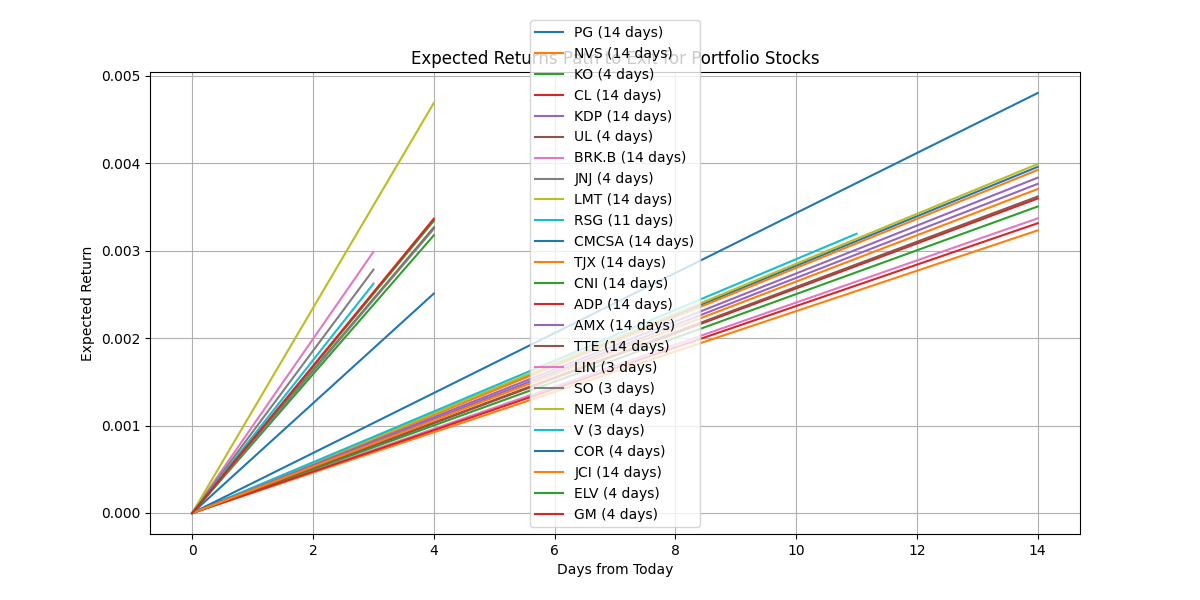 Expected Returns Path to Exit for Portfolio Stocks
PG (14 days)
NVS (14 days)
KO (4 days)
CL (14 days)
KDP (14 days)
UL (4 days)
BRK.B (14 days)
JNJ (4 days)
LMT (14 days)
RSG (11 days)
CMCSA (14 days)
TJX (14 days)
CNI (14 days)
ADP (14 days)
AMX (14 days)
TTE (14 days)
LIN (3 days)
SO (3 days)
NEM (4 days)
V (3 days)
COR (4 days)
JCI (14 days)
ELV (4 days)
GM (4 days)
Expected Return
0.005
0.004
0.003
0.002
0.001
0.000
0 2 4 6 8 10 12 14
Days from Today